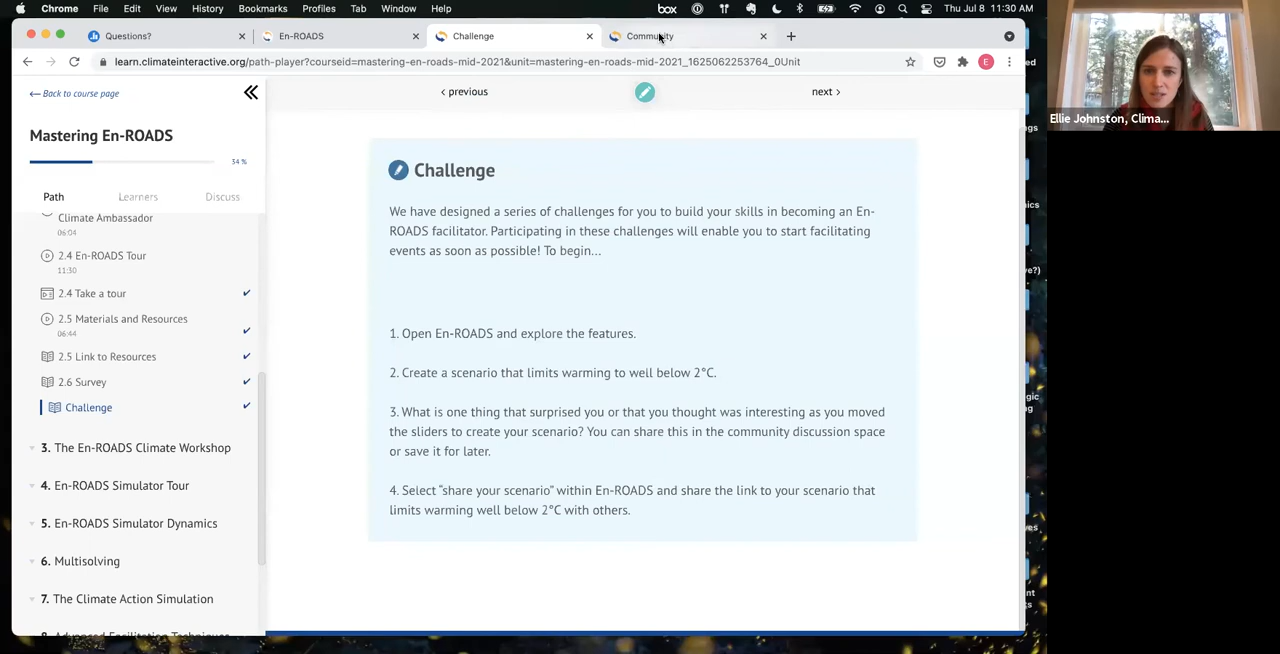 Chrome File Edit View History Bookmarks Profiles Tab Window Help
box
Thu Jul 8 11:30 AM
Questions?
En-ROADS
Challenge
Community
learn.climateinteractive.org/path-player?courseid=mastering-en-roads-mid-2021&unit=mastering-en-roads-mid-2021_1625062253764_0Unit
E
Back to course page
previous
next
Mastering En-ROADS
34 %
Path
Learners
Discuss
Climate Ambassador
06:04
2.4 En-ROADS Tour
11:30
2.4 Take a tour
2.5 Materials and Resources
06:44
2.5 Link to Resources
2.6 Survey
Challenge
3. The En-ROADS Climate Workshop
4. En-ROADS Simulator Tour
5. En-ROADS Simulator Dynamics
6. Multisolving
7. The Climate Action Simulation
8. Advanced Facilitation Techniques
Challenge
We have designed a series of challenges for you to build your skills in becoming an En-
ROADS facilitator. Participating in these challenges will enable you to start facilitating
events as soon as possible! To begin...
1. Open En-ROADS and explore the features.
2. Create a scenario that limits warming to well below 2°C.
3. What is one thing that surprised you or that you thought was interesting as you moved
the sliders to create your scenario? You can share this in the community discussion space
or save it for later.
4. Select “share your scenario” within En-ROADS and share the link to your scenario that
limits warming well below 2°C with others.
Ellie Johnston, Clima...